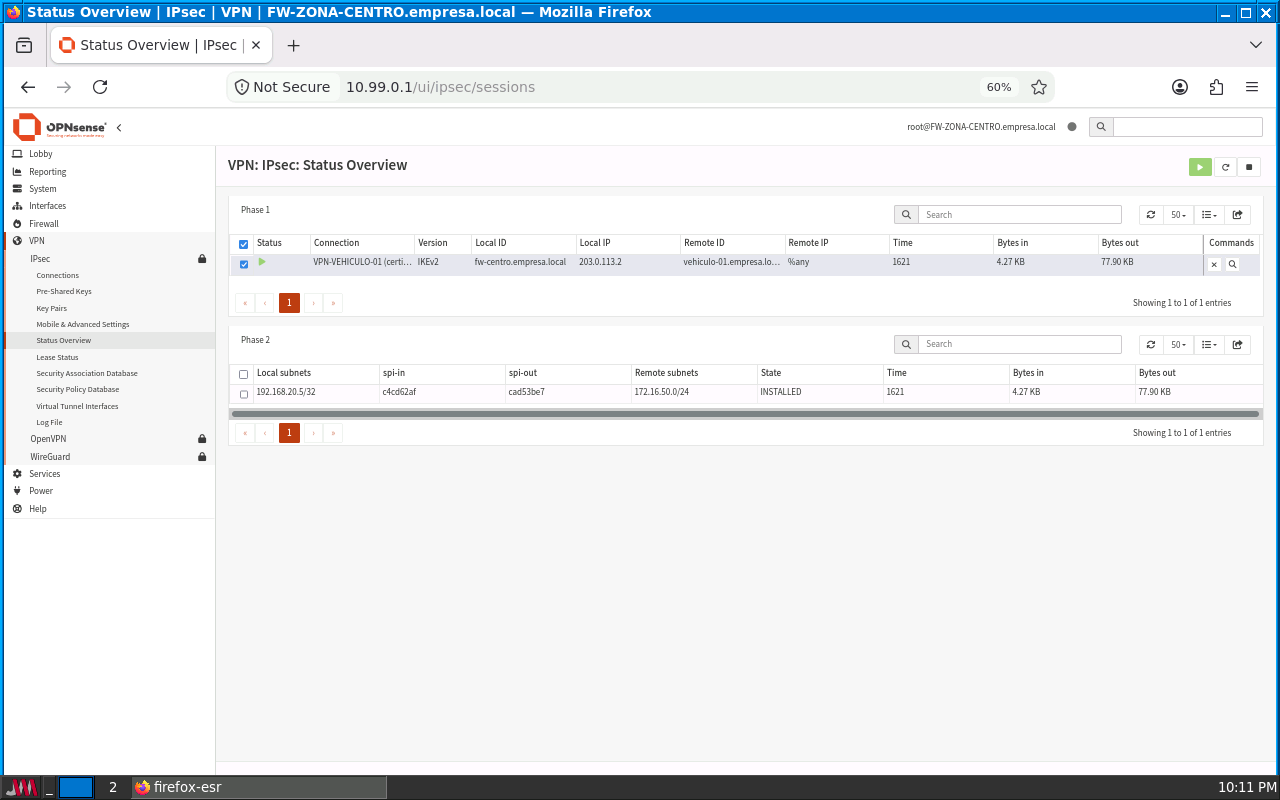 Status Overview | IPsec | VPN | FW-ZONA-CENTRO.empresa.local — Mozilla Firefox
Status Overview | IPsec |
Not Secure 10.99.0.1/ui/ipsec/sessions 60%
OPNsense
root@FW-ZONA-CENTRO.empresa.local
Lobby
Reporting
System
Interfaces
Firewall
VPN
IPsec
Connections
Pre-Shared Keys
Key Pairs
Mobile & Advanced Settings
Status Overview
Lease Status
Security Association Database
Security Policy Database
Virtual Tunnel Interfaces
Log File
OpenVPN
WireGuard
Services
Power
Help
VPN: IPsec: Status Overview
Phase 1
Search 50
Status Connection Version Local ID Local IP Remote ID Remote IP Time Bytes in Bytes out Commands
VPN-VEHICULO-01 (certi... IKEv2 fw-centro.empresa.local 203.0.113.2 vehiculo-01.empresa.lo... %any 1621 4.27 KB 77.90 KB
« ‹ 1 › » Showing 1 to 1 of 1 entries
Phase 2
Search 50
Local subnets spi-in spi-out Remote subnets State Time Bytes in Bytes out
192.168.20.5/32 c4cd62af cad53be7 172.16.50.0/24 INSTALLED 1621 4.27 KB 77.90 KB
« ‹ 1 › » Showing 1 to 1 of 1 entries
2 firefox-esr 10:11 PM